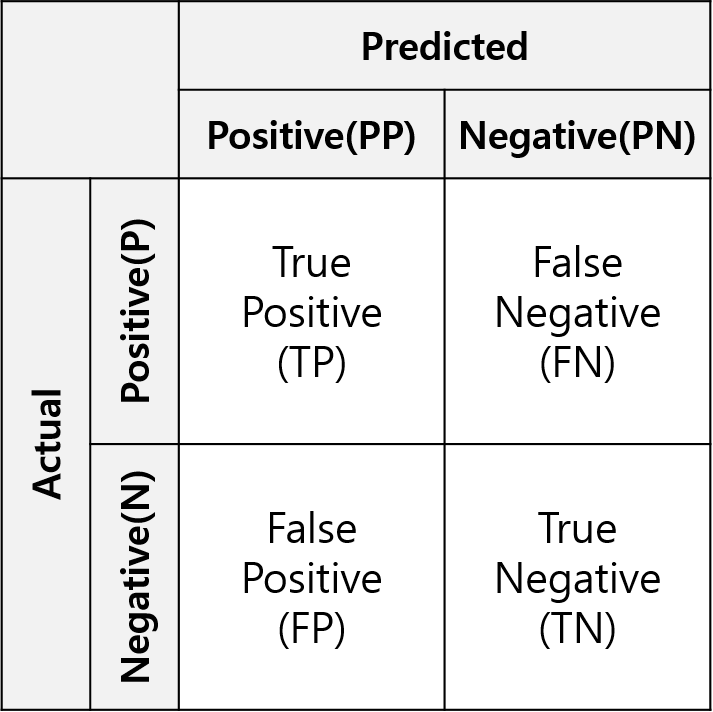 Predicted
Positive(PP)
Negative(PN)
Actual
Positive(P)
True
Positive
(TP)
False
Negative
(FN)
Negative(N)
False
Positive
(FP)
True
Negative
(TN)